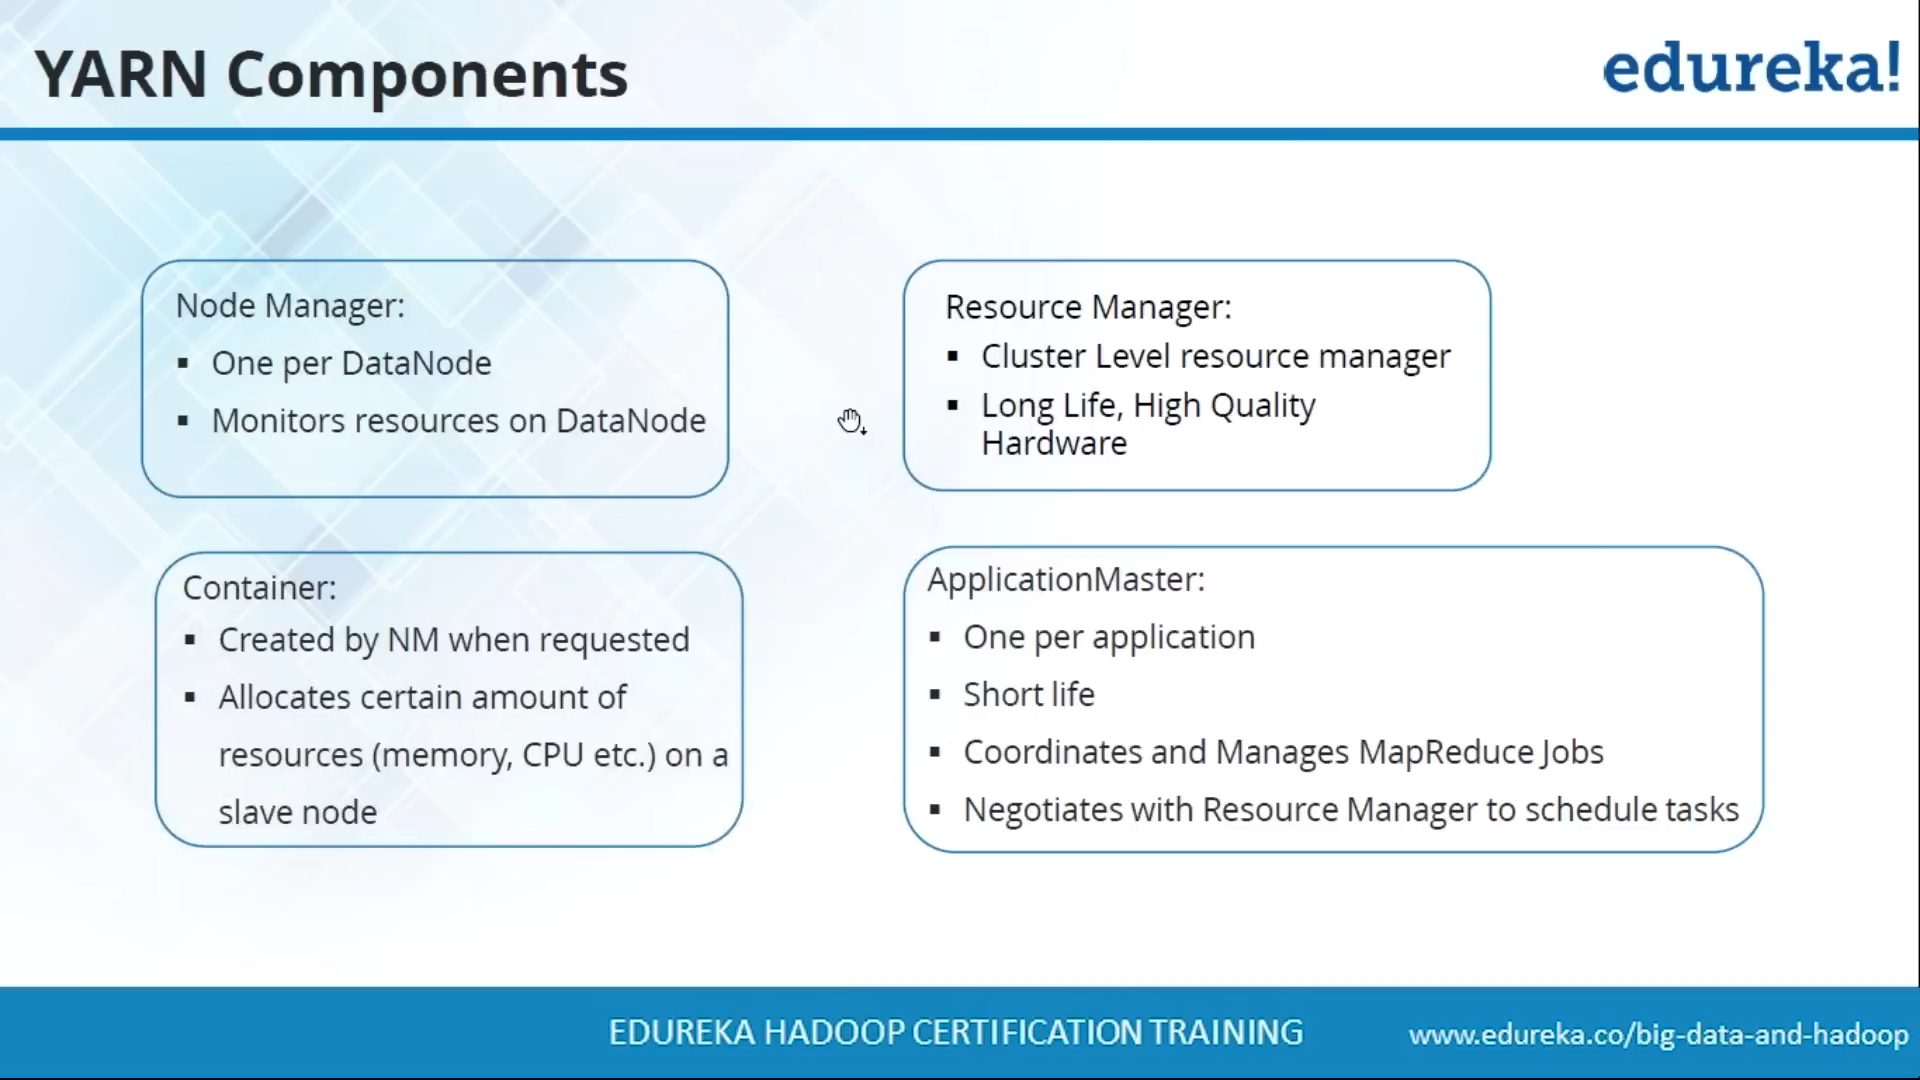 YARN Components
edureka!
Node Manager:
▪ One per DataNode
▪ Monitors resources on DataNode
Resource Manager:
▪ Cluster Level resource manager
▪ Long Life, High Quality
Hardware
Container:
▪ Created by NM when requested
▪ Allocates certain amount of
resources (memory, CPU etc.) on a
slave node
ApplicationMaster:
▪ One per application
▪ Short life
▪ Coordinates and Manages MapReduce Jobs
▪ Negotiates with Resource Manager to schedule tasks
EDUREKA HADOOP CERTIFICATION TRAINING
www.edureka.co/big-data-and-hadoop